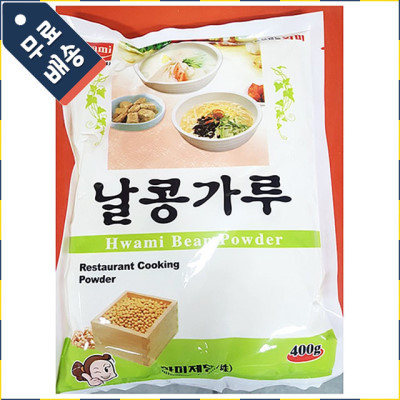 무료
배송
날콩가루
Hwami Bean Powder
Restaurant Cooking
Powder
400g